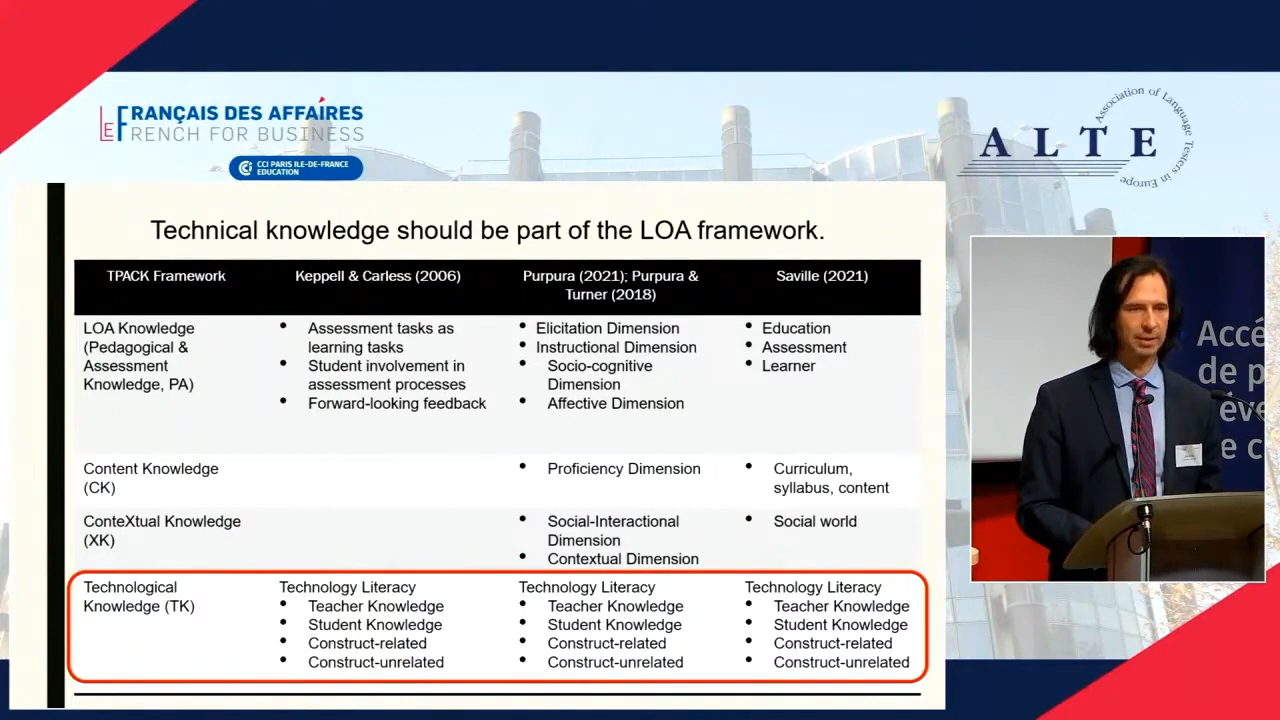 LE FRANÇAIS DES AFFAÍRES
FRENCH FOR BUSINESS
CCI PARIS ILE-DE-FRANCE
EDUCATION
ALTE
Association of Language Testers in Europe
Technical knowledge should be part of the LOA framework.
TPACK Framework
Keppell & Carless (2006)
Purpura (2021); Purpura &
Turner (2018)
Saville (2021)
LOA Knowledge
(Pedagogical &
Assessment
Knowledge, PA)
• Assessment tasks as
learning tasks
• Student involvement in
assessment processes
• Forward-looking feedback
• Elicitation Dimension
• Instructional Dimension
• Socio-cognitive
Dimension
• Affective Dimension
• Education
• Assessment
• Learner
Content Knowledge
(CK)
• Proficiency Dimension
• Curriculum,
syllabus, content
ConteXtual Knowledge
(XK)
• Social-Interactional
Dimension
• Contextual Dimension
• Social world
Technological
Knowledge (TK)
Technology Literacy
• Teacher Knowledge
• Student Knowledge
• Construct-related
• Construct-unrelated
Technology Literacy
• Teacher Knowledge
• Student Knowledge
• Construct-related
• Construct-unrelated
Technology Literacy
• Teacher Knowledge
• Student Knowledge
• Construct-related
• Construct-unrelated
Accé
de p
éve
e c